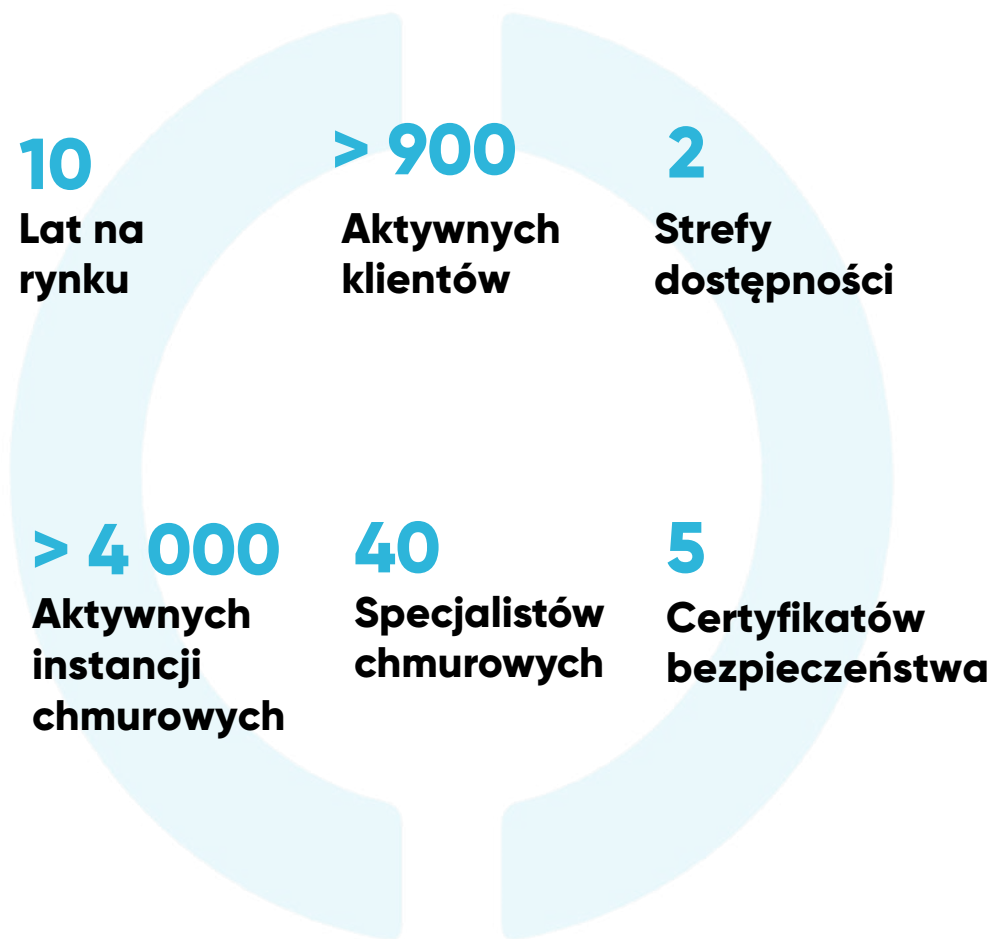 10
Lat na
rynku
> 900
Aktywnych
klientów
2
Strefy
dostępności
> 4 000
Aktywnych
instancji
chmurowych
40
Specjalistów
chmurowych
5
Certyfikatów
bezpieczeństwa